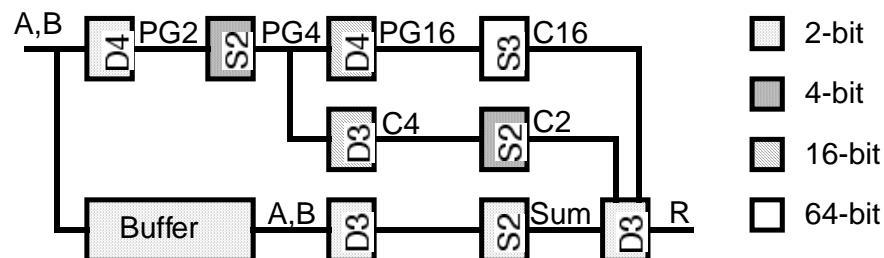 A,B D4 PG2 S2 PG4 D4 PG16 S3 C16 2-bit
4-bit
D3 C4 S2 C2 16-bit
Buffer A,B D3 S2 Sum D3 R 64-bit